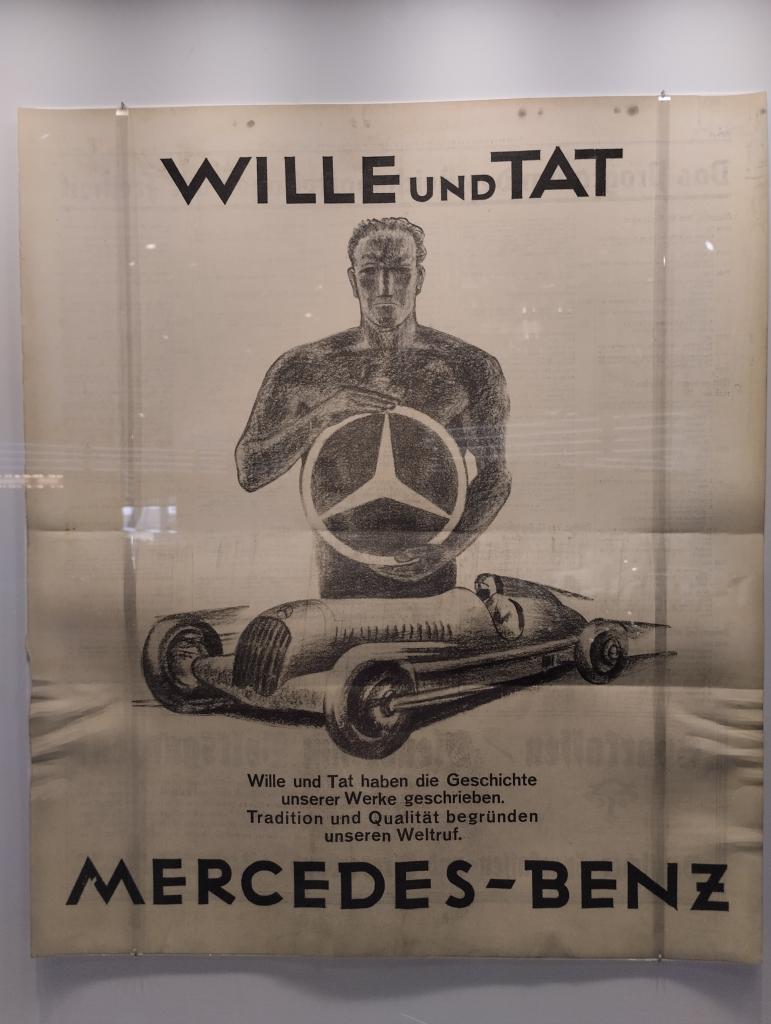 WILLE UND TAT
Wille und Tat haben die Geschichte
unserer Werke geschrieben.
Tradition und Qualität begründen
unseren Weltruf.
MERCEDES-BENZ